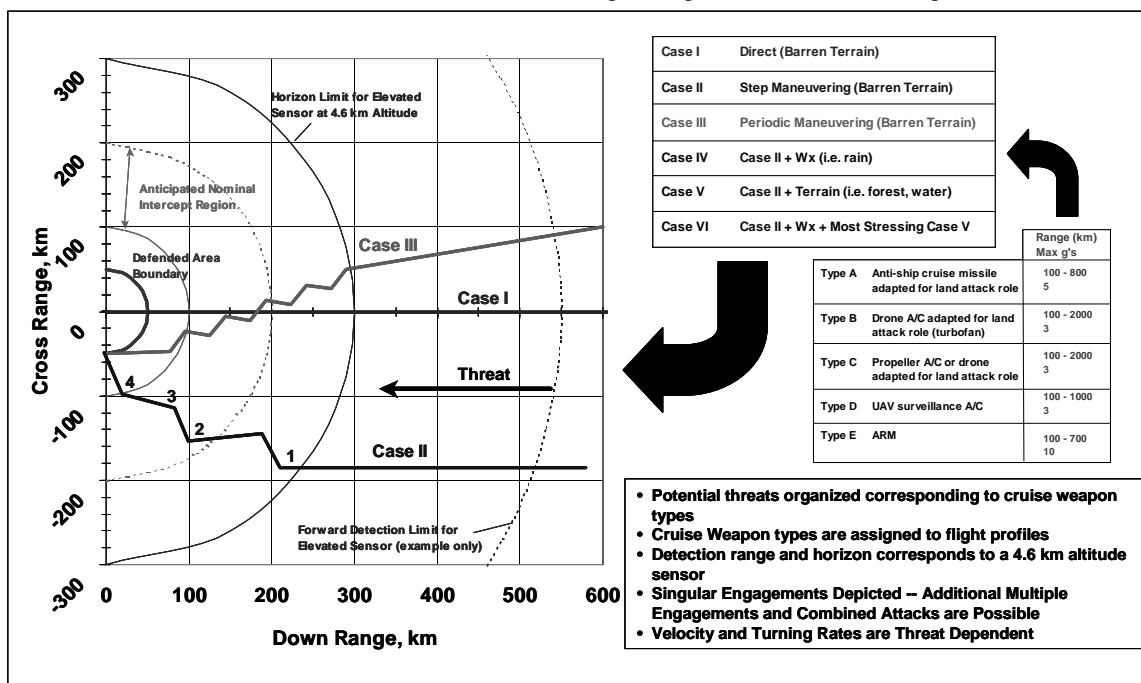 300
200
100
0
-100
-200
-300
Cross Range, km
0
100
200
300
400
500
600
Down Range, km
Horizon Limit for Elevated
Sensor at 4.6 km Altitude
Anticipated Nominal
Intercept Region
Defended Area
Boundary
Case III
Case I
Threat
Case II
4
3
2
1
Forward Detection Limit for
Elevated Sensor (example only)
Case I Direct (Barren Terrain)
Case II Step Maneuvering (Barren Terrain)
Case III Periodic Maneuvering (Barren Terrain)
Case IV Case II + Wx (i.e. rain)
Case V Case II + Terrain (i.e. forest, water)
Case VI Case II + Wx + Most Stressing Case V
Range (km)
Max g's
Type A Anti-ship cruise missile 100 - 800
adapted for land attack role 5
Type B Drone A/C adapted for land 100 - 2000
attack role (turbofan) 3
Type C Propeller A/C or drone 100 - 2000
adapted for land attack role 3
Type D UAV surveillance A/C 100 - 1000
3
Type E ARM 100 - 700
10
• Potential threats organized corresponding to cruise weapon
types
• Cruise Weapon types are assigned to flight profiles
• Detection range and horizon corresponds to a 4.6 km altitude
sensor
• Singular Engagements Depicted -- Additional Multiple
Engagements and Combined Attacks are Possible
• Velocity and Turning Rates are Threat Dependent